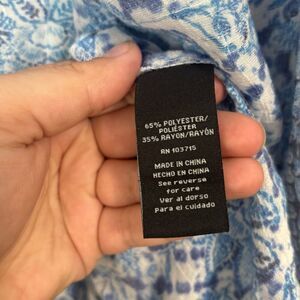 65% POLYESTER/
POLIÉSTER
35% RAYON/RAYÓN
RN 103715
MADE IN CHINA
HECHO EN CHINA
See reverse
for care
Ver al dorso
Para el cuidado